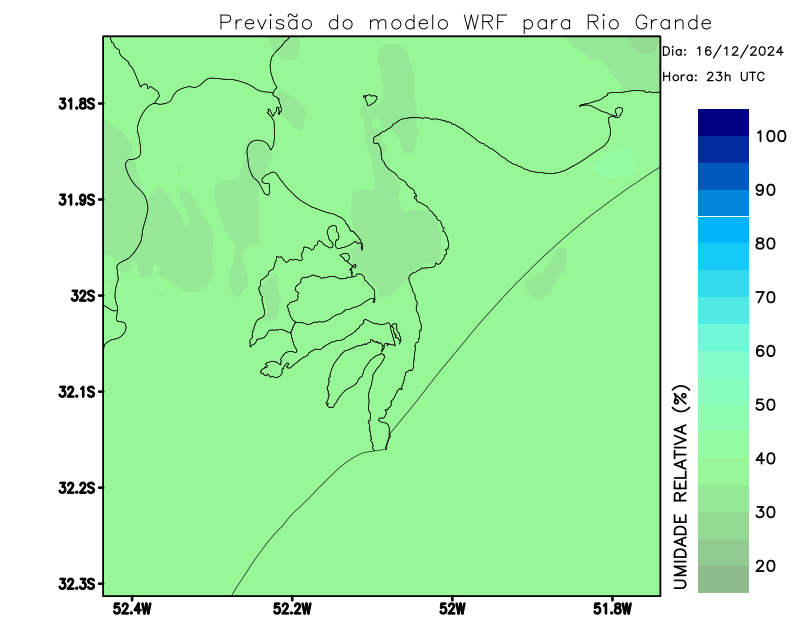 Previsão do modelo WRF para Rio Grande
Dia: 16/12/2024
Hora: 23h UTC
31.8S
31.9S
32S
32.1S
32.2S
32.3S
52.4W
52.2W
52W
51.8W
UMIDADE RELATIVA (%)
100
90
80
70
60
50
40
30
20